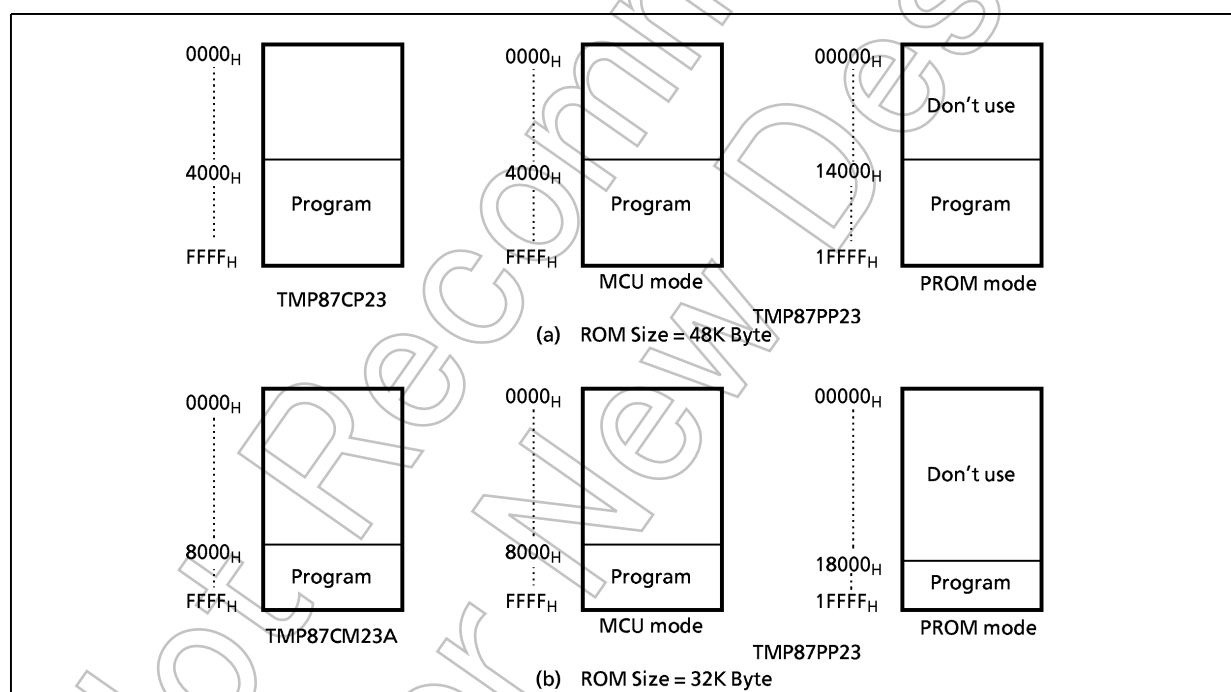 0000H
4000H
FFFFH
Program
TMP87CP23
0000H
4000H
FFFFH
Program
MCU mode
00000H
14000H
1FFFFH
Don't use
Program
PROM mode
TMP87PP23
(a) ROM Size = 48K Byte
0000H
8000H
FFFFH
Program
TMP87CM23A
0000H
8000H
FFFFH
Program
MCU mode
00000H
18000H
1FFFFH
Don't use
Program
PROM mode
TMP87PP23
(b) ROM Size = 32K Byte